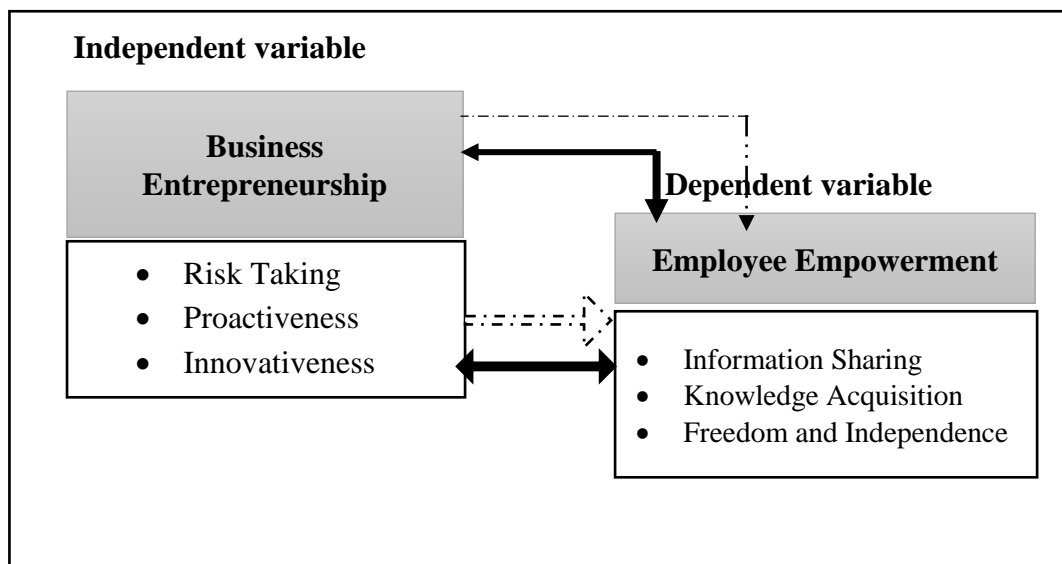 Independent variable
Business
Entrepreneurship
• Risk Taking
• Proactiveness
• Innovativeness
Dependent variable
Employee Empowerment
• Information Sharing
• Knowledge Acquisition
• Freedom and Independence